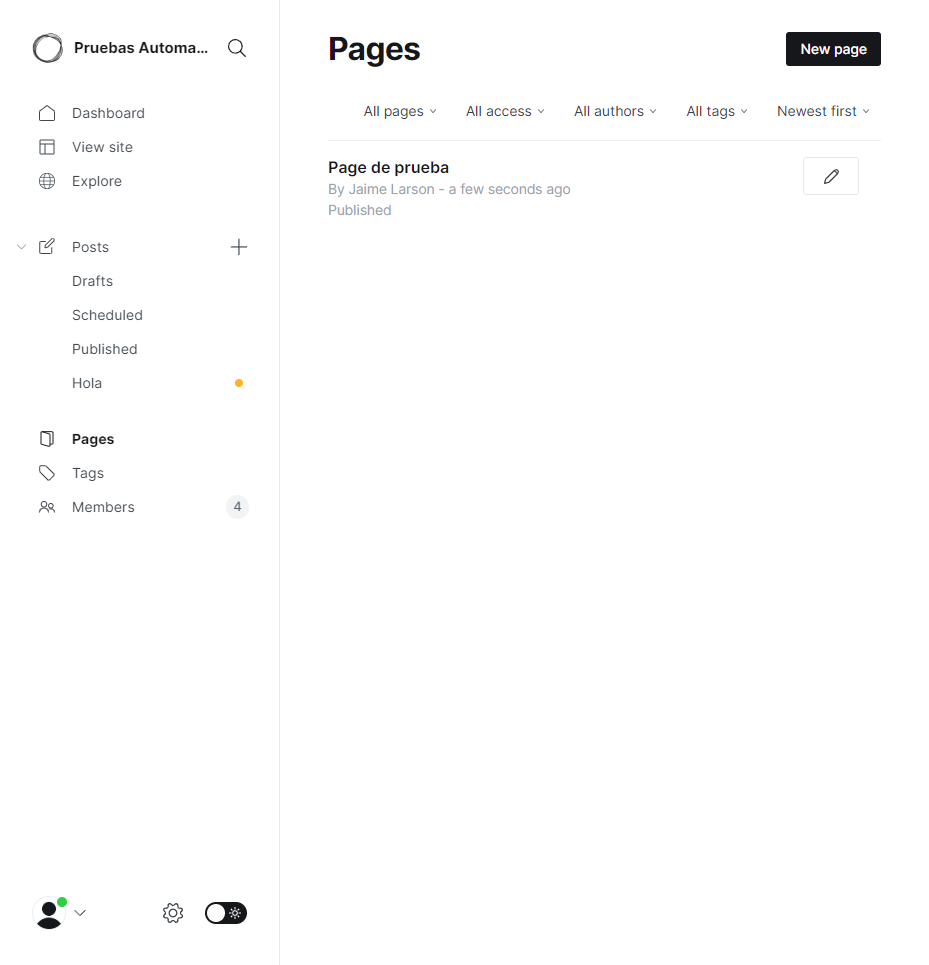 Pruebas Automa...
Dashboard
View site
Explore
Posts
Drafts
Scheduled
Published
Hola
Pages
Tags
Members 4
Pages
New page
All pages All access All authors All tags Newest first
Page de prueba
By Jaime Larson - a few seconds ago
Published